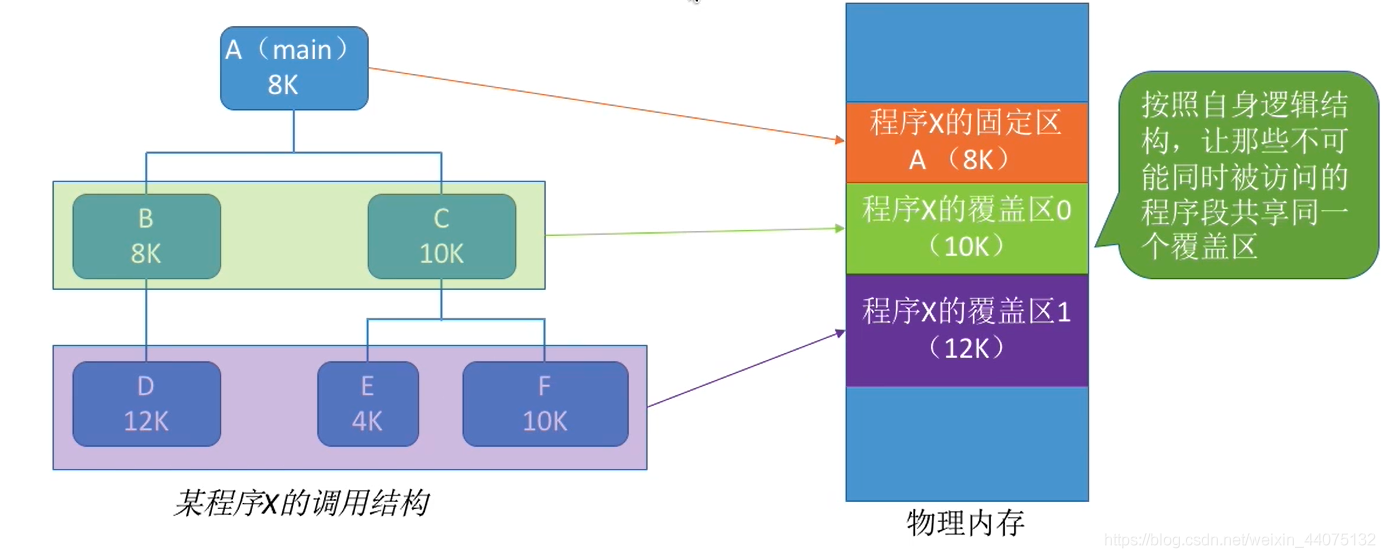 A（main）
8K
B
8K
C
10K
D
12K
E
4K
F
10K
某程序X的调用结构
程序X的固定区
A （8K）
程序X的覆盖区0
（10K）
程序X的覆盖区1
（12K）
物理内存
按照自身逻辑结
构，让那些不可
能同时被访问的
程序段共享同一
个覆盖区
https://blog.csdn.net/weixin_44075132